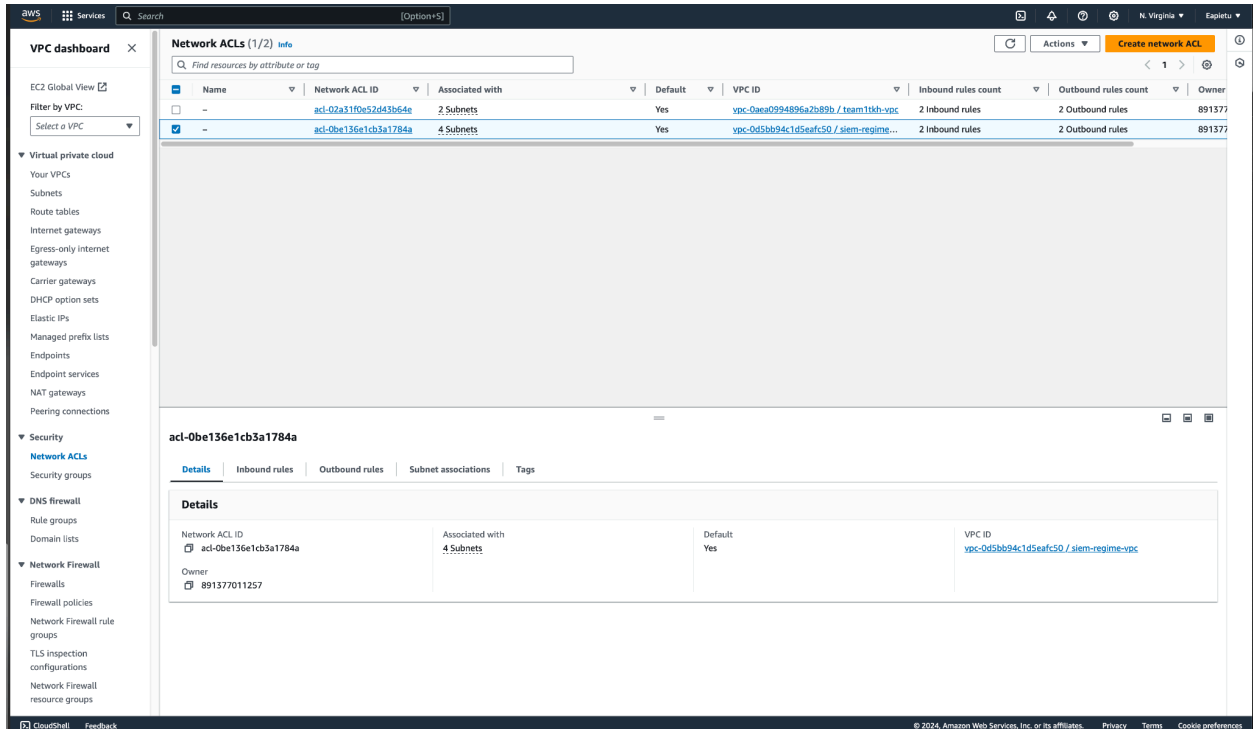 aws Services Search [Option+S] N. Virginia Eapietu
VPC dashboard
EC2 Global View
Filter by VPC:
Select a VPC
Virtual private cloud
Your VPCs
Subnets
Route tables
Internet gateways
Egress-only internet
gateways
Carrier gateways
DHCP option sets
Elastic IPs
Managed prefix lists
Endpoints
Endpoint services
NAT gateways
Peering connections
Security
Network ACLs
Security groups
DNS firewall
Rule groups
Domain lists
Network Firewall
Firewalls
Firewall policies
Network Firewall rule
groups
TLS inspection
configurations
Network Firewall
resource groups
Network ACLs (1/2) Info Actions Create network ACL
Find resources by attribute or tag 1
Name Network ACL ID Associated with Default VPC ID Inbound rules count Outbound rules count Owner
– acl-02a31f0e52d43b64e 2 Subnets Yes vpc-0aea0994896a2b89b / team1tkh-vpc 2 Inbound rules 2 Outbound rules 891377
– acl-0be136e1cb3a1784a 4 Subnets Yes vpc-0d5bb94c1d5eafc50 / siem-regime... 2 Inbound rules 2 Outbound rules 891377
acl-0be136e1cb3a1784a
Details Inbound rules Outbound rules Subnet associations Tags
Details
Network ACL ID Associated with Default VPC ID
acl-0be136e1cb3a1784a 4 Subnets Yes vpc-0d5bb94c1d5eafc50 / siem-regime-vpc
Owner
891377011257
CloudShell Feedback © 2024, Amazon Web Services, Inc. or its affiliates. Privacy Terms Cookie preferences